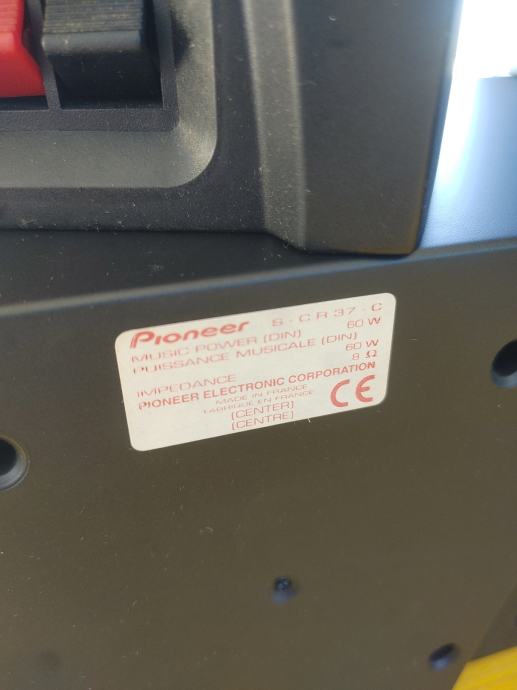 Pioneer S-CR37-C
MUSIC POWER (DIN) 60 W
PUISSANCE MUSICALE (DIN) 60 W
IMPEDANCE 8 Ω
PIONEER ELECTRONIC CORPORATION
MADE IN FRANCE
FABRIQUE EN FRANCE
CE
(CENTER)
(CENTRE)